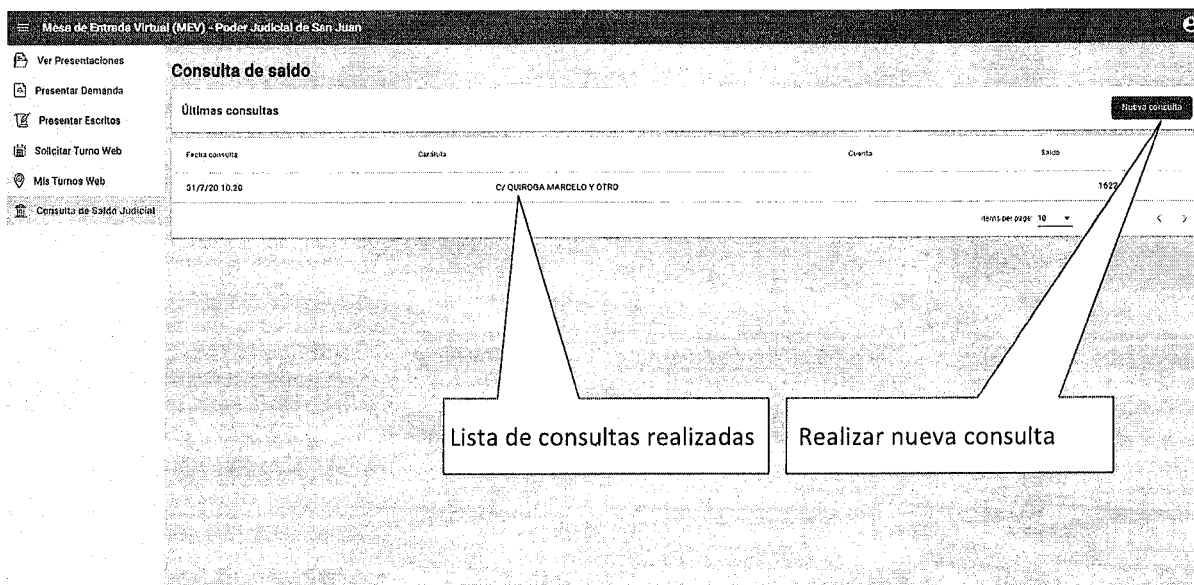 Mesa de Entrada Virtual (MEV) - Poder Judicial de San Juan
Ver Presentaciones
Presentar Demanda
Presentar Escritos
Solicitar Turno Web
Mis Turnos Web
Consulta de Saldo Judicial
Consulta de saldo
Últimas consultas
Nueva consulta
Fecha consulta Carátula Cuenta Saldo
31/7/20 10:20 C/ QUIROGA MARCELO Y OTRO 1622
Items per page: 10
Lista de consultas realizadas
Realizar nueva consulta